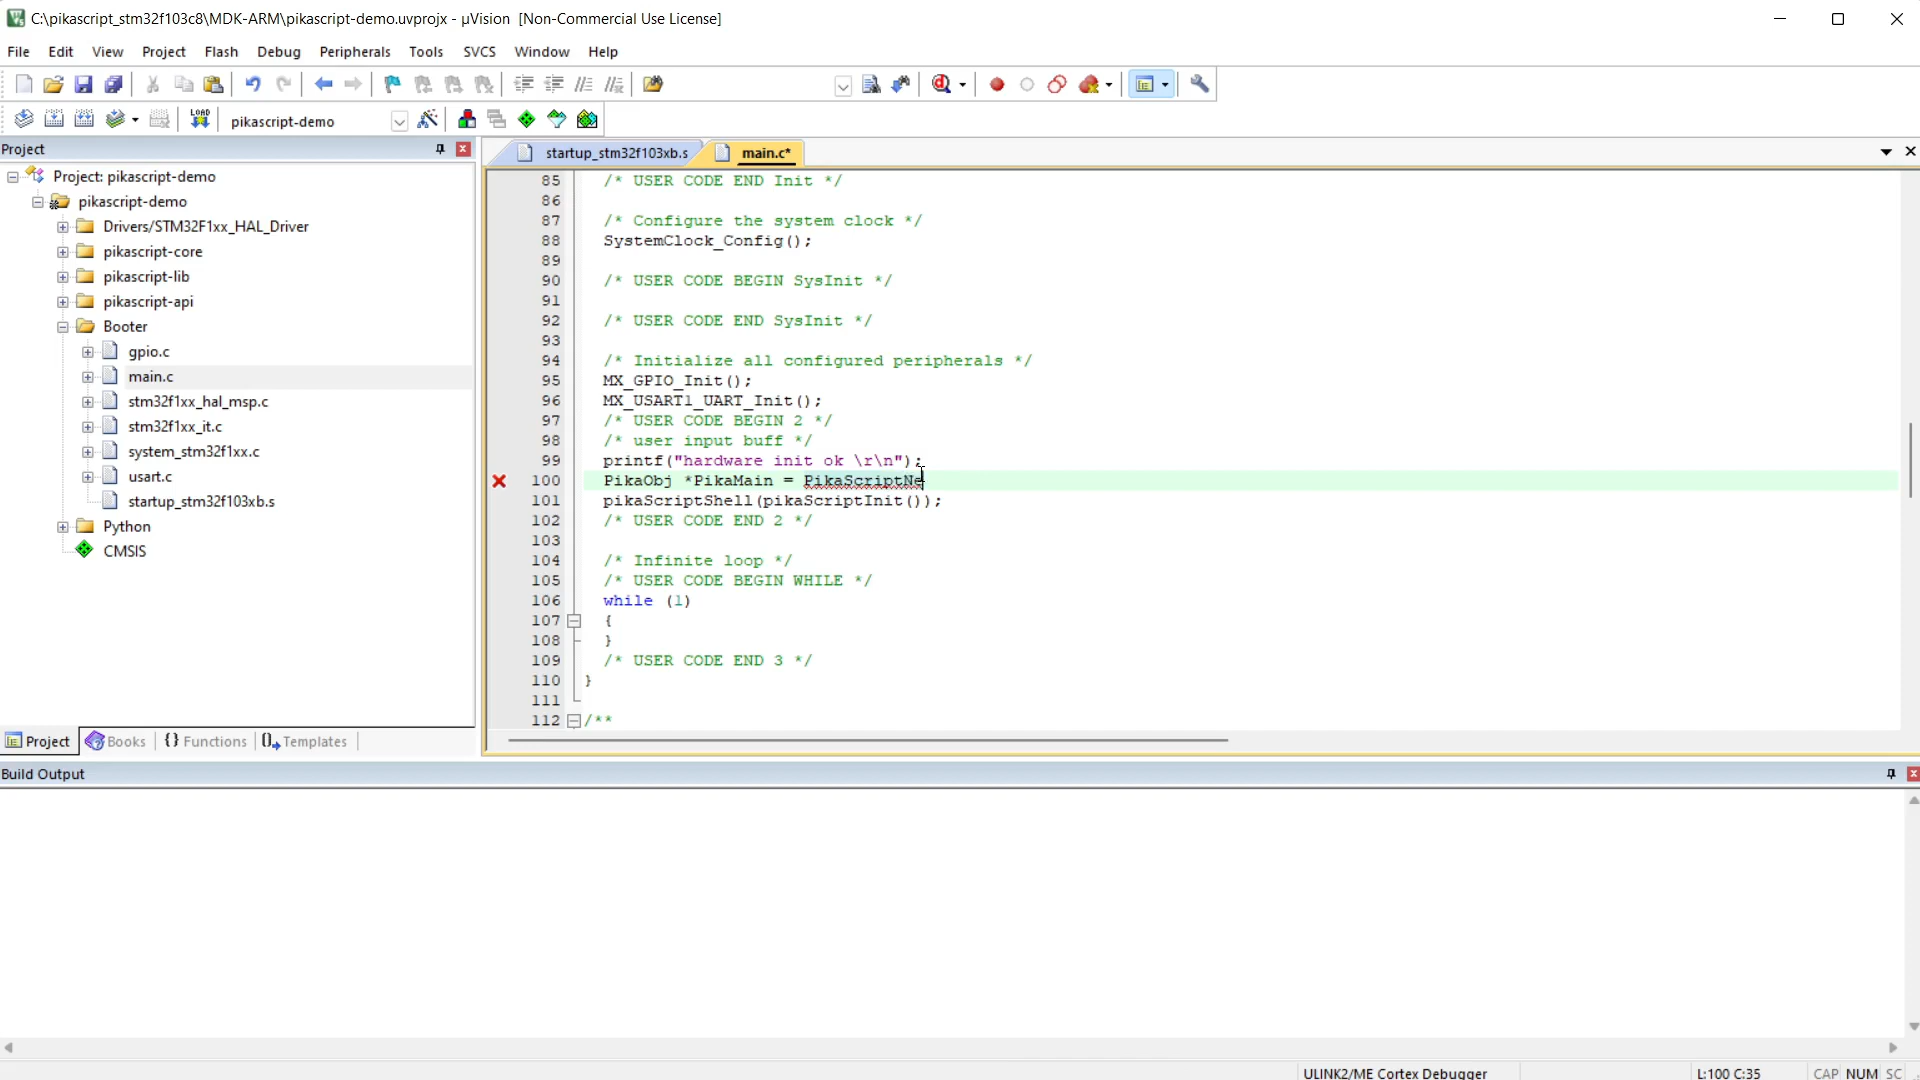 C:\pikascript_stm32f103c8\MDK-ARM\pikascript-demo.uvprojx - µVision [Non-Commercial Use License]
File Edit View Project Flash Debug Peripherals Tools SVCS Window Help
LOAD pikascript-demo
Project
Project: pikascript-demo
pikascript-demo
Drivers/STM32F1xx_HAL_Driver
pikascript-core
pikascript-lib
pikascript-api
Booter
gpio.c
main.c
stm32f1xx_hal_msp.c
stm32f1xx_it.c
system_stm32f1xx.c
usart.c
startup_stm32f103xb.s
Python
CMSIS
Project Books {} Functions Templates
startup_stm32f103xb.s main.c*
85 /* USER CODE END Init */
86
87 /* Configure the system clock */
88 SystemClock_Config();
89
90 /* USER CODE BEGIN SysInit */
91
92 /* USER CODE END SysInit */
93
94 /* Initialize all configured peripherals */
95 MX_GPIO_Init();
96 MX_USART1_UART_Init();
97 /* USER CODE BEGIN 2 */
98 /* user input buff */
99 printf("hardware init ok \r\n");
100 PikaObj *PikaMain = PikaScriptNe
101 pikaScriptShell(pikaScriptInit());
102 /* USER CODE END 2 */
103
104 /* Infinite loop */
105 /* USER CODE BEGIN WHILE */
106 while (1)
107 {
108 }
109 /* USER CODE END 3 */
110 }
111
112 /**
Build Output
ULINK2/ME Cortex Debugger L:100 C:35 CAP NUM SC